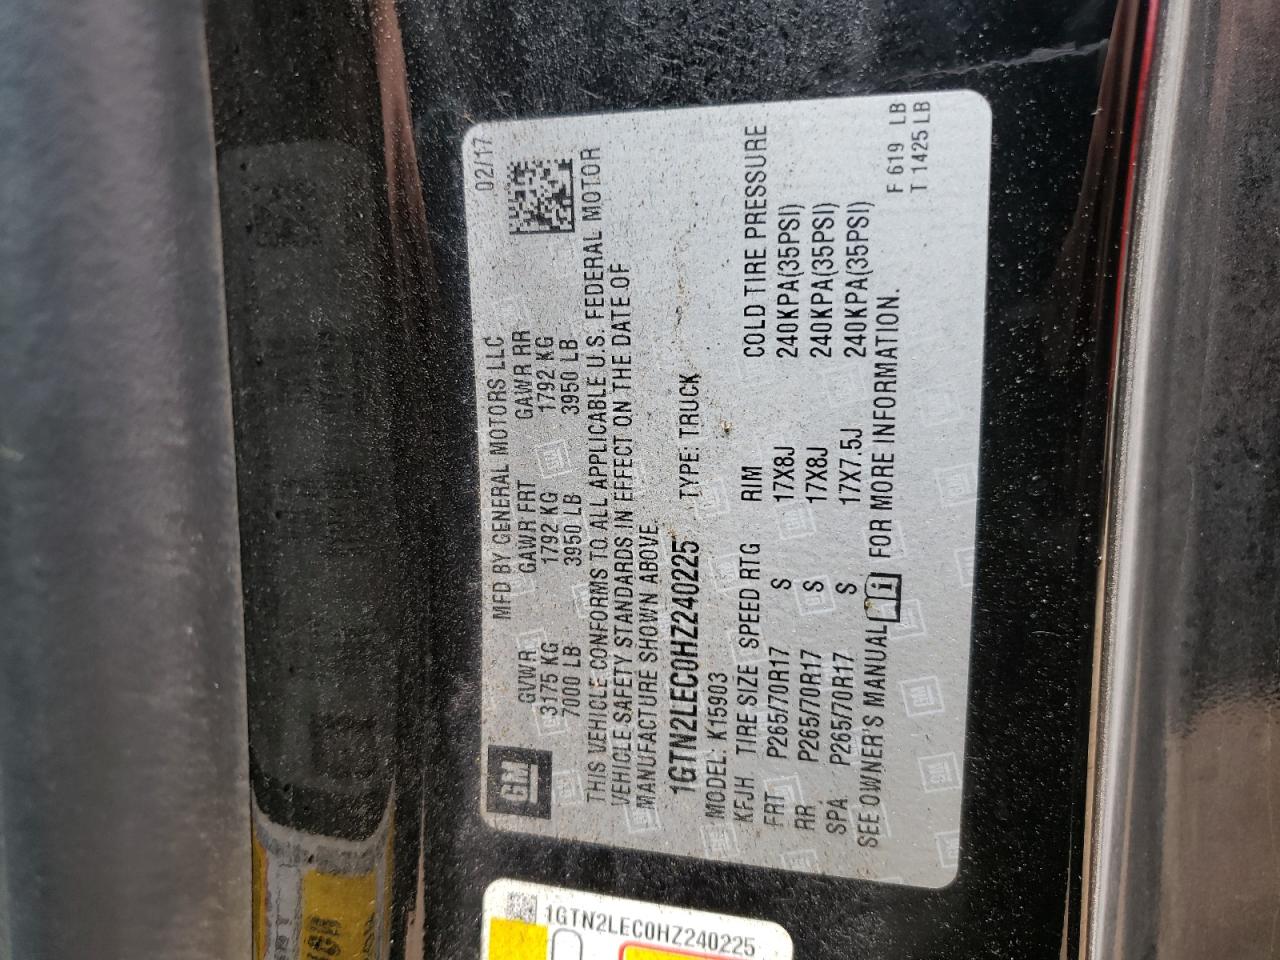 MFD BY GENERAL MOTORS LLC 02/17
GM
GVWR GAWR FRT GAWR RR
3175 KG 1792 KG 1792 KG
7000 LB 3950 LB 3950 LB
THIS VEHICLE CONFORMS TO ALL APPLICABLE U.S. FEDERAL MOTOR
VEHICLE SAFETY STANDARDS IN EFFECT ON THE DATE OF
MANUFACTURE SHOWN ABOVE
1GTN2LEC0HZ240225 TYPE: TRUCK
MODEL: K15903
KFJH TIRE SIZE SPEED RTG RIM COLD TIRE PRESSURE
FRT P265/70R17 S 17X8J 240KPA(35PSI)
RR P265/70R17 S 17X8J 240KPA(35PSI)
SPA P265/70R17 S 17X7.5J 240KPA(35PSI)
SEE OWNER'S MANUAL i FOR MORE INFORMATION.
F 619 LB
T 1425 LB
1GTN2LEC0HZ240225